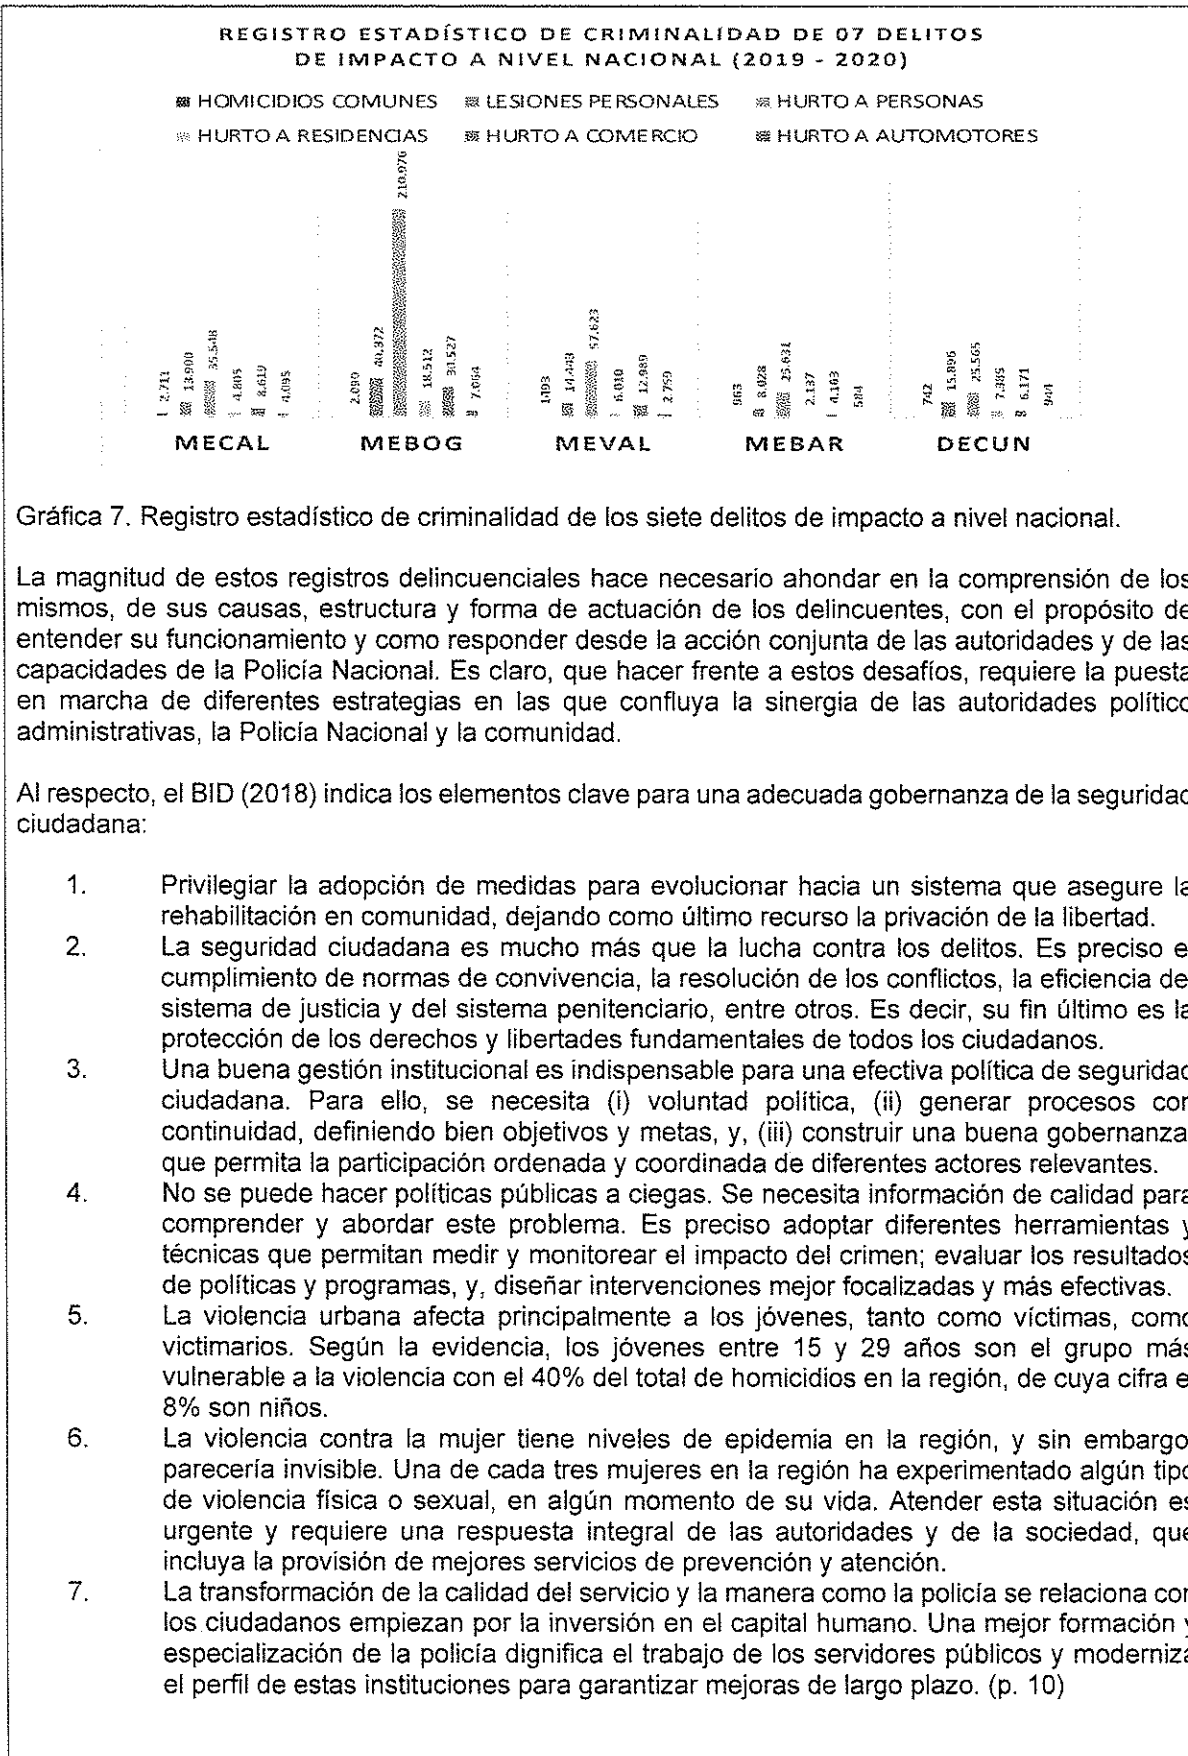 REGISTRO ESTADÍSTICO DE CRIMINALIDAD DE 07 DELITOS
DE IMPACTO A NIVEL NACIONAL (2019 - 2020)
HOMICIDIOS COMUNES LESIONES PERSONALES HURTO A PERSONAS
HURTO A RESIDENCIAS HURTO A COMERCIO HURTO A AUTOMOTORES
2.711 13.900 35.548 4.805 8.619 4.095
2.090 40.372 210.976 18.512 30.527 7.064
1493 14.448 57.623 6.010 12.989 2.759
963 8.028 25.631 2.137 4.163 584
742 15.896 25.565 7.385 6.171 944
MECAL MEBOG MEVAL MEBAR DECUN
Gráfica 7. Registro estadístico de criminalidad de los siete delitos de impacto a nivel nacional.
La magnitud de estos registros delincuenciales hace necesario ahondar en la comprensión de los
mismos, de sus causas, estructura y forma de actuación de los delincuentes, con el propósito de
entender su funcionamiento y como responder desde la acción conjunta de las autoridades y de las
capacidades de la Policía Nacional. Es claro, que hacer frente a estos desafíos, requiere la puesta
en marcha de diferentes estrategias en las que confluya la sinergia de las autoridades político
administrativas, la Policía Nacional y la comunidad.
Al respecto, el BID (2018) indica los elementos clave para una adecuada gobernanza de la seguridad
ciudadana:
1. Privilegiar la adopción de medidas para evolucionar hacia un sistema que asegure la
rehabilitación en comunidad, dejando como último recurso la privación de la libertad.
2. La seguridad ciudadana es mucho más que la lucha contra los delitos. Es preciso e
cumplimiento de normas de convivencia, la resolución de los conflictos, la eficiencia de
sistema de justicia y del sistema penitenciario, entre otros. Es decir, su fin último es la
protección de los derechos y libertades fundamentales de todos los ciudadanos.
3. Una buena gestión institucional es indispensable para una efectiva política de seguridad
ciudadana. Para ello, se necesita (i) voluntad política, (ii) generar procesos con
continuidad, definiendo bien objetivos y metas, y, (iii) construir una buena gobernanza
que permita la participación ordenada y coordinada de diferentes actores relevantes.
4. No se puede hacer políticas públicas a ciegas. Se necesita información de calidad para
comprender y abordar este problema. Es preciso adoptar diferentes herramientas y
técnicas que permitan medir y monitorear el impacto del crimen; evaluar los resultados
de políticas y programas, y, diseñar intervenciones mejor focalizadas y más efectivas.
5. La violencia urbana afecta principalmente a los jóvenes, tanto como víctimas, como
victimarios. Según la evidencia, los jóvenes entre 15 y 29 años son el grupo más
vulnerable a la violencia con el 40% del total de homicidios en la región, de cuya cifra e
8% son niños.
6. La violencia contra la mujer tiene niveles de epidemia en la región, y sin embargo
parecería invisible. Una de cada tres mujeres en la región ha experimentado algún tipo
de violencia física o sexual, en algún momento de su vida. Atender esta situación es
urgente y requiere una respuesta integral de las autoridades y de la sociedad, que
incluya la provisión de mejores servicios de prevención y atención.
7. La transformación de la calidad del servicio y la manera como la policía se relaciona con
los ciudadanos empiezan por la inversión en el capital humano. Una mejor formación y
especialización de la policía dignifica el trabajo de los servidores públicos y moderniza
el perfil de estas instituciones para garantizar mejoras de largo plazo. (p. 10)